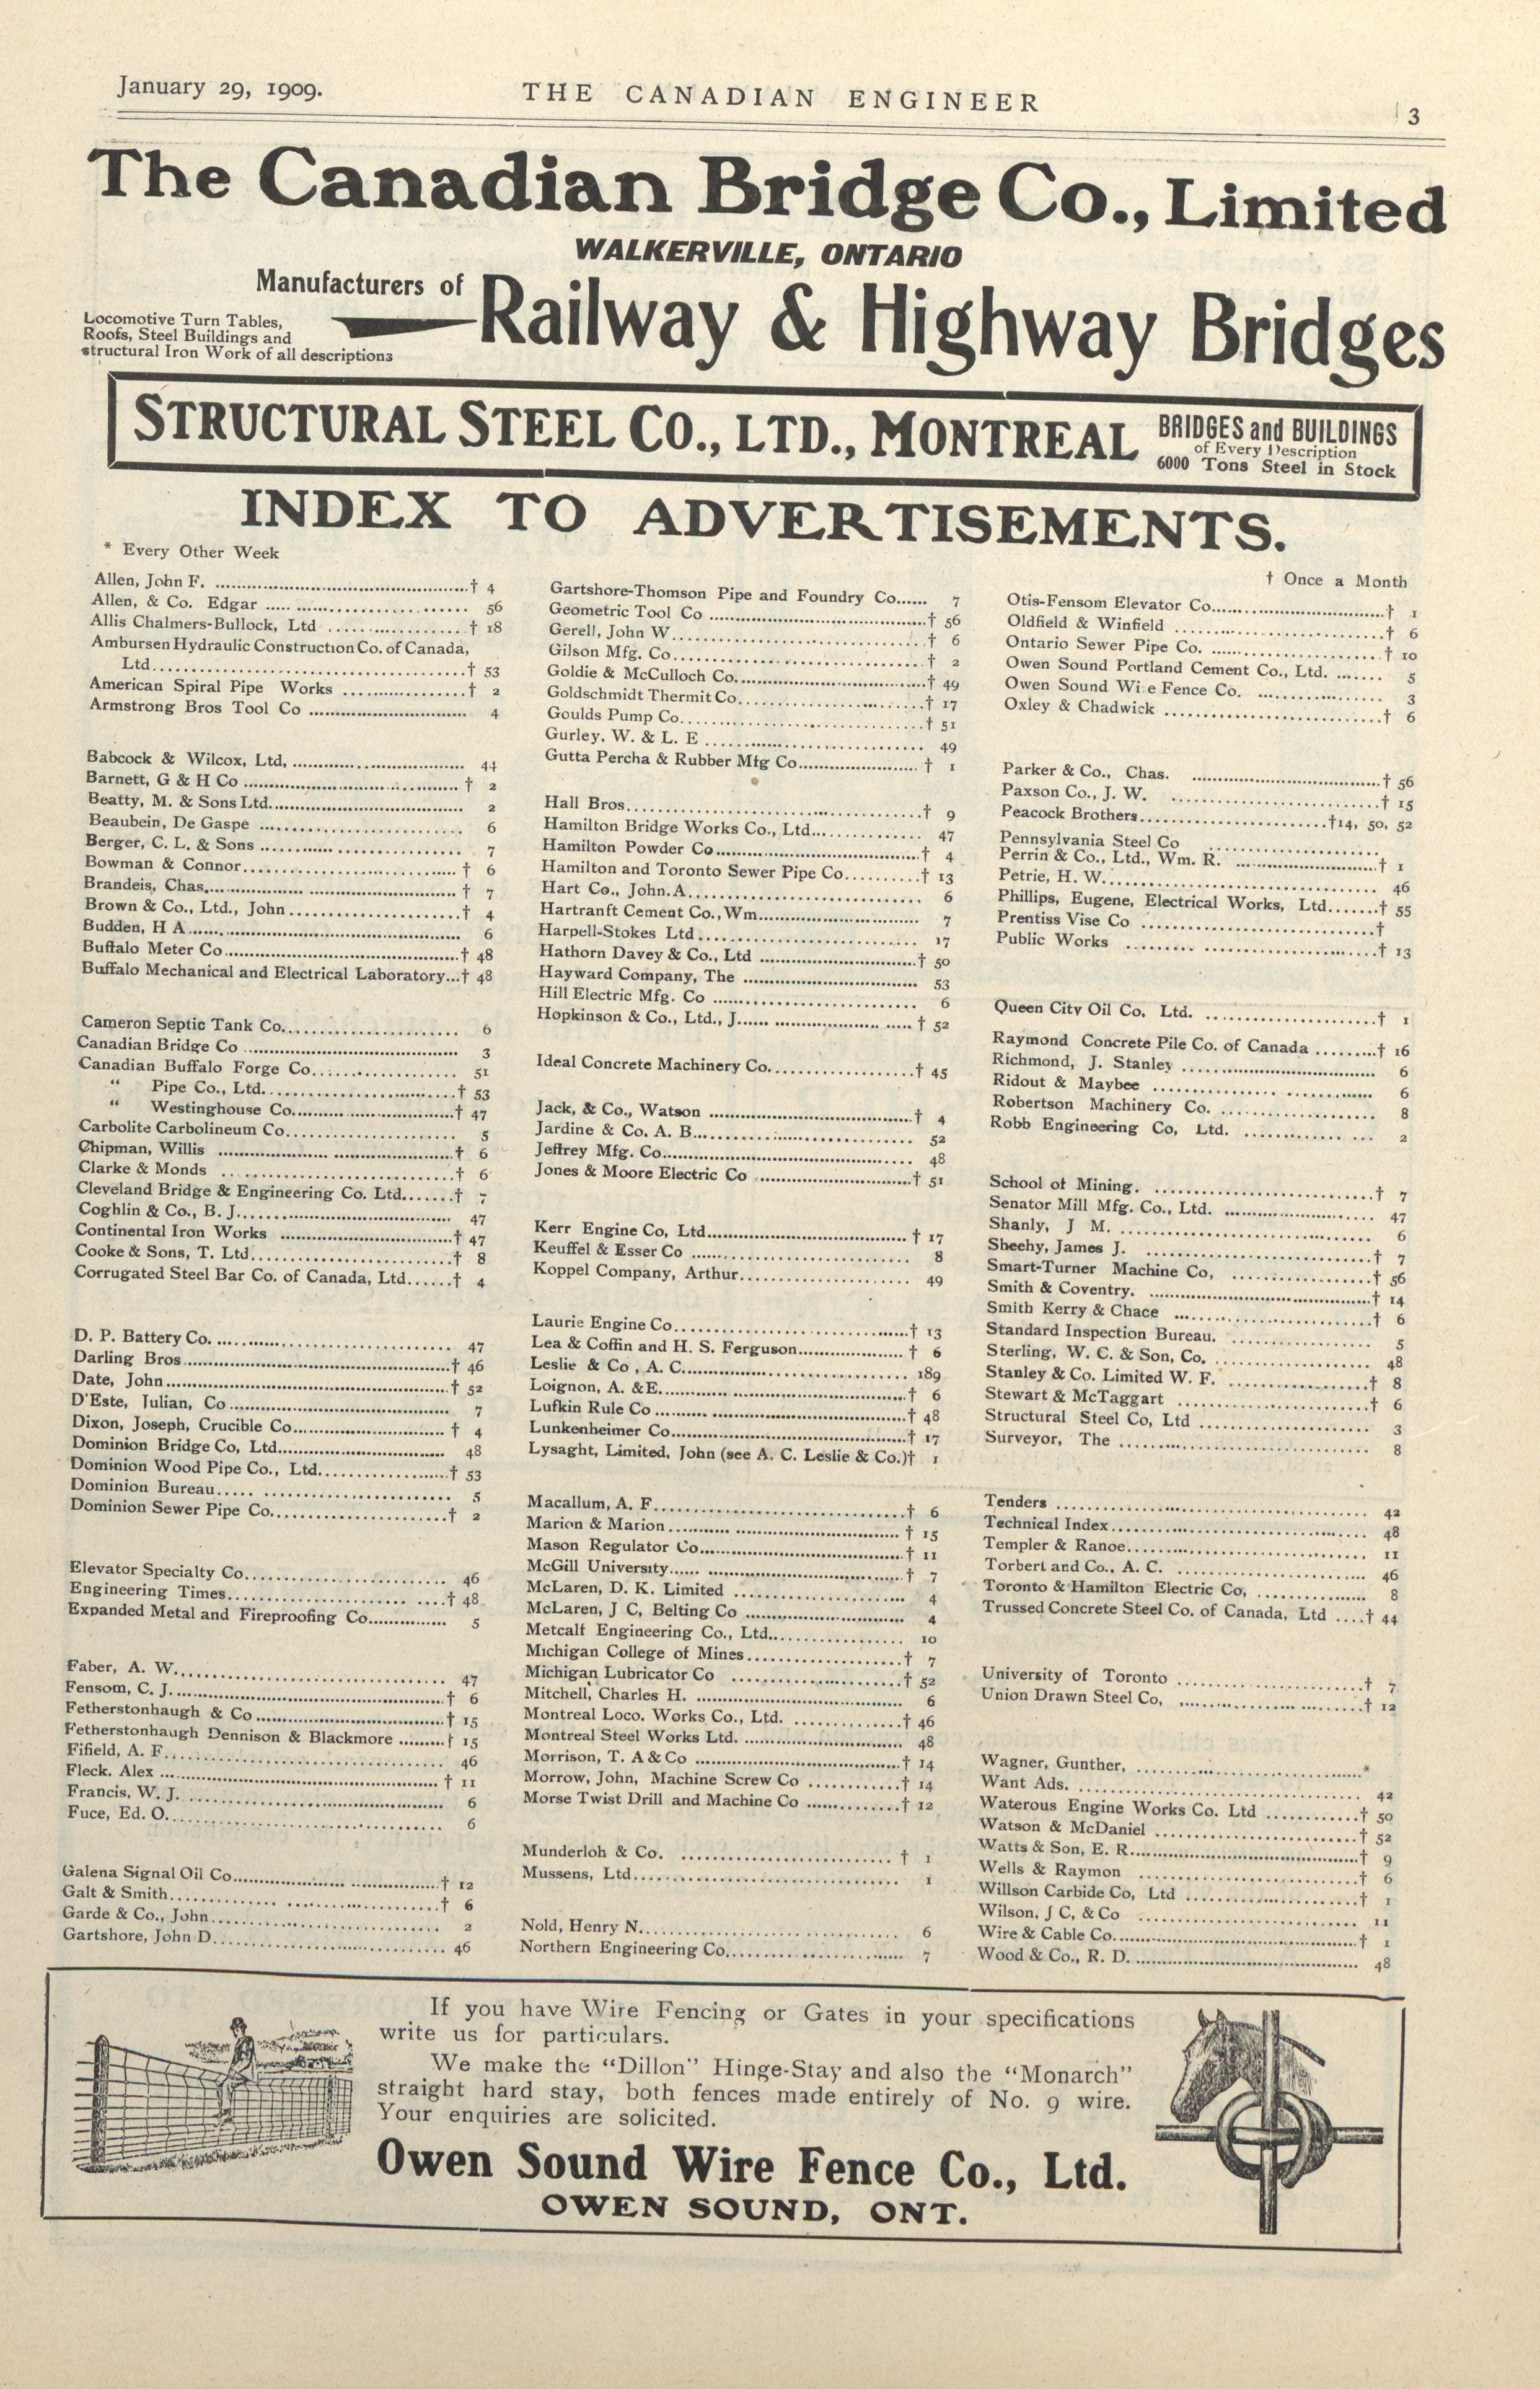 January 29, 1909.
THE CANADIAN ENGINEER
3
The Canadian Bridge Co., Limited
WALKERVILLE, ONTARIO
Manufacturers of
Railway & Highway Bridges
Locomotive Turn Tables,
Roofs, Steel Buildings and
structural Iron Work of all descriptions
STRUCTURAL STEEL CO., LTD., MONTREAL
BRIDGES and BUILDINGS
of Every Description
6000 Tons Steel in Stock
INDEX TO ADVERTISEMENTS.
* Every Other Week
Allen, John F. ........ † 4
Allen, & Co. Edgar ........ 56
Allis Chalmers-Bullock, Ltd ........ † 18
Ambursen Hydraulic Construction Co. of Canada,
Ltd........ † 53
American Spiral Pipe Works ........ † 2
Armstrong Bros Tool Co ........ 4
Babcock & Wilcox, Ltd, ........ 44
Barnett, G & H Co ........ † 2
Beatty, M. & Sons Ltd........ 2
Beaubein, De Gaspe ........ 6
Berger, C. L. & Sons ........ 7
Bowman & Connor........ † 6
Brandeis, Chas........ † 7
Brown & Co., Ltd., John ........ † 4
Budden, H A ........ 6
Buffalo Meter Co ........ † 48
Buffalo Mechanical and Electrical Laboratory...† 48
Cameron Septic Tank Co........ 6
Canadian Bridge Co ........ 3
Canadian Buffalo Forge Co........ 51
“ Pipe Co., Ltd........ † 53
“ Westinghouse Co........ † 47
Carbolite Carbolineum Co........ 5
Chipman, Willis ........ † 6
Clarke & Monds ........ † 6
Cleveland Bridge & Engineering Co. Ltd........ † 7
Coghlin & Co., B. J........ 47
Continental Iron Works ........ † 47
Cooke & Sons, T. Ltd........ † 8
Corrugated Steel Bar Co. of Canada, Ltd......† 4
D. P. Battery Co. ........ 47
Darling Bros ........ † 46
Date, John ........ † 52
D'Este, Julian, Co ........ 7
Dixon, Joseph, Crucible Co........ † 4
Dominion Bridge Co, Ltd........ 48
Dominion Wood Pipe Co., Ltd........ † 53
Dominion Bureau........ 5
Dominion Sewer Pipe Co........ † 2
Elevator Specialty Co........ 46
Engineering Times........ † 48
Expanded Metal and Fireproofing Co........ 5
Faber, A. W........ 47
Fensom, C. J........ † 6
Fetherstonhaugh & Co ........ † 15
Fetherstonhaugh Dennison & Blackmore ........ † 15
Fifield, A. F........ 46
Fleck. Alex ........ † 11
Francis, W. J. ........ 6
Fuce, Ed. O........ 6
Galena Signal Oil Co........ † 12
Galt & Smith........ † 6
Garde & Co., John........ 2
Gartshore, John D........ 46
Gartshore-Thomson Pipe and Foundry Co...... 7
Geometric Tool Co ........ † 56
Gerell, John W........ † 6
Gilson Mfg. Co........ † 2
Goldie & McCulloch Co........ † 49
Goldschmidt Thermit Co........ † 17
Goulds Pump Co........ † 51
Gurley, W. & L. E ........ 49
Gutta Percha & Rubber Mfg Co........ † 1
Hall Bros........ † 9
Hamilton Bridge Works Co., Ltd........ 47
Hamilton Powder Co........ † 4
Hamilton and Toronto Sewer Pipe Co........ † 13
Hart Co., John.A........ 6
Hartranft Cement Co., Wm........ 7
Harpell-Stokes Ltd........ 17
Hathorn Davey & Co., Ltd ........ † 50
Hayward Company, The ........ 53
Hill Electric Mfg. Co ........ 6
Hopkinson & Co., Ltd., J........ † 52
Ideal Concrete Machinery Co........ † 45
Jack, & Co., Watson ........ † 4
Jardine & Co. A. B........ 52
Jeffrey Mfg. Co........ 48
Jones & Moore Electric Co ........ † 51
Kerr Engine Co, Ltd........ † 17
Keuffel & Esser Co ........ 8
Koppel Company, Arthur........ 49
Laurie Engine Co........ † 13
Lea & Coffin and H. S. Ferguson........ † 6
Leslie & Co , A. C........ 189
Loignon, A. &E........ † 6
Lufkin Rule Co ........ † 48
Lunkenheimer Co........ † 17
Lysaght, Limited, John (see A. C. Leslie & Co.)† 1
Macallum, A. F........ † 6
Marion & Marion ........ † 15
Mason Regulator Co........ † 11
McGill University........ † 7
McLaren, D. K. Limited ........ 4
McLaren, J C, Belting Co ........ 4
Metcalf Engineering Co., Ltd........ 10
Michigan College of Mines........ † 7
Michigan Lubricator Co ........ † 52
Mitchell, Charles H. ........ 6
Montreal Loco. Works Co., Ltd. ........ † 46
Montreal Steel Works Ltd. ........ 48
Morrison, T. A & Co ........ † 14
Morrow, John, Machine Screw Co ........ † 14
Morse Twist Drill and Machine Co ........ † 12
Munderloh & Co. ........ † 1
Mussens, Ltd........ 1
Nold, Henry N........ 6
Northern Engineering Co........ 7
† Once a Month
Otis-Fensom Elevator Co........ † 1
Oldfield & Winfield ........ † 6
Ontario Sewer Pipe Co. ........ † 10
Owen Sound Portland Cement Co., Ltd. ....... 5
Owen Sound Wi e Fence Co. ........ 3
Oxley & Chadwick ........ † 6
Parker & Co., Chas. ........ † 56
Paxson Co., J. W. ........ † 15
Peacock Brothers........ †14, 50, 52
Pennsylvania Steel Co ........
Perrin & Co., Ltd., Wm. R. ........ † 1
Petrie, H. W........ 46
Phillips, Eugene, Electrical Works, Ltd.......† 55
Prentiss Vise Co ........ †
Public Works ........ † 13
Queen City Oil Co, Ltd. ........ † 1
Raymond Concrete Pile Co. of Canada ........† 16
Richmond, J. Stanley ........ 6
Ridout & Maybee ........ 6
Robertson Machinery Co. ........ 8
Robb Engineering Co, Ltd. ........ 2
School of Mining. ........ † 7
Senator Mill Mfg. Co., Ltd. ........ 47
Shanly, J M. ........ 6
Sheehy, James J. ........ † 7
Smart-Turner Machine Co, ........ † 56
Smith & Coventry. ........ † 14
Smith Kerry & Chace ........ † 6
Standard Inspection Bureau. ........ 5
Sterling, W. C. & Son, Co. ........ 48
Stanley & Co. Limited W. F. ........ † 8
Stewart & McTaggart ........ † 6
Structural Steel Co, Ltd ........ 3
Surveyor, The ........ 8
Tenders ........ 42
Technical Index........ 48
Templer & Ranoe........ 11
Torbert and Co., A. C. ........ 46
Toronto & Hamilton Electric Co, ........ 8
Trussed Concrete Steel Co. of Canada, Ltd ....† 44
University of Toronto ........ † 7
Union Drawn Steel Co, ........ † 12
Wagner, Gunther, ........*
Want Ads. ........ 42
Waterous Engine Works Co. Ltd ........ † 50
Watson & McDaniel ........ † 52
Watts & Son, E. R........ † 9
Wells & Raymon ........ † 6
Willson Carbide Co, Ltd ........ † 1
Wilson, J C, & Co ........ 11
Wire & Cable Co........ † 1
Wood & Co., R. D. ........ 48
If you have Wire Fencing or Gates in your specifications
write us for particulars.
We make the “Dillon” Hinge-Stay and also the “Monarch”
straight hard stay, both fences made entirely of No. 9 wire.
Your enquiries are solicited.
Owen Sound Wire Fence Co., Ltd.
OWEN SOUND, ONT.